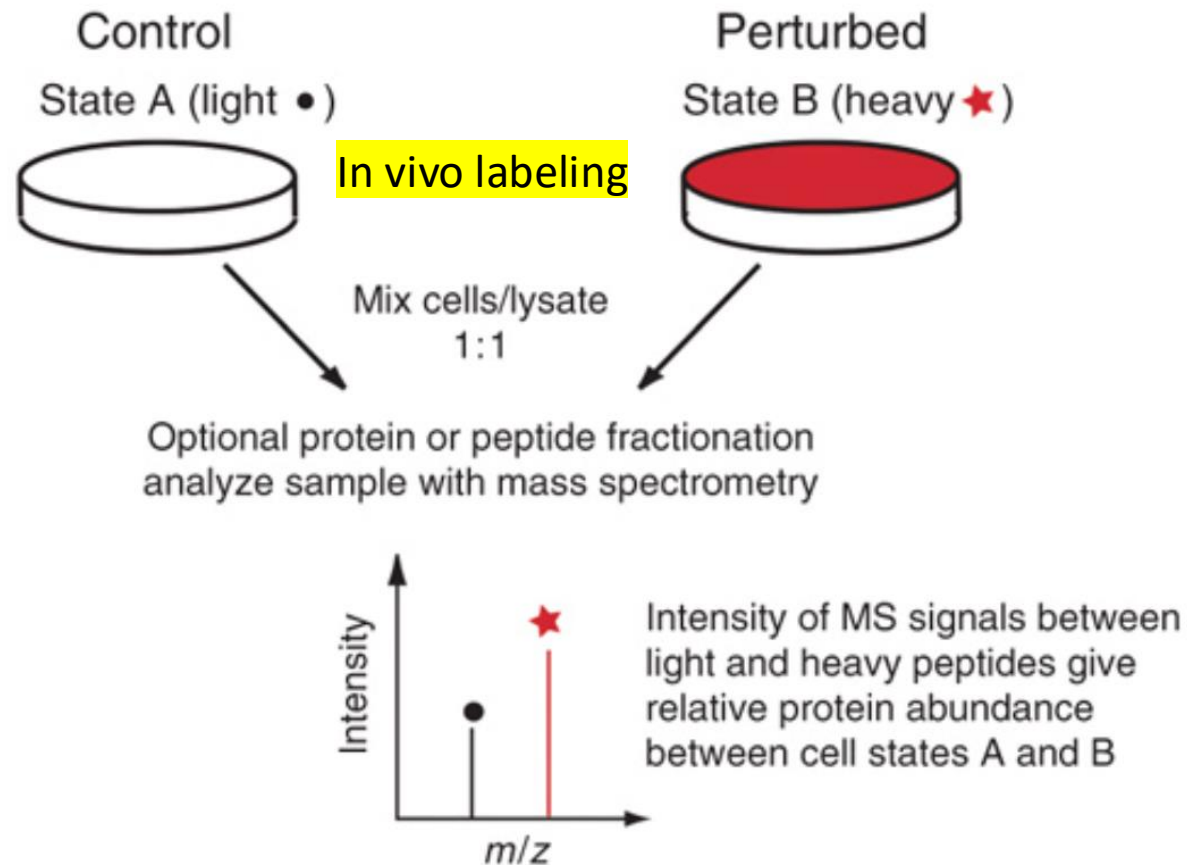 Control
Perturbed
State A (light ●)
State B (heavy ★)
In vivo labeling
Mix cells/lysate
1:1
Optional protein or peptide fractionation
analyze sample with mass spectrometry
Intensity
m/z
Intensity of MS signals between
light and heavy peptides give
relative protein abundance
between cell states A and B